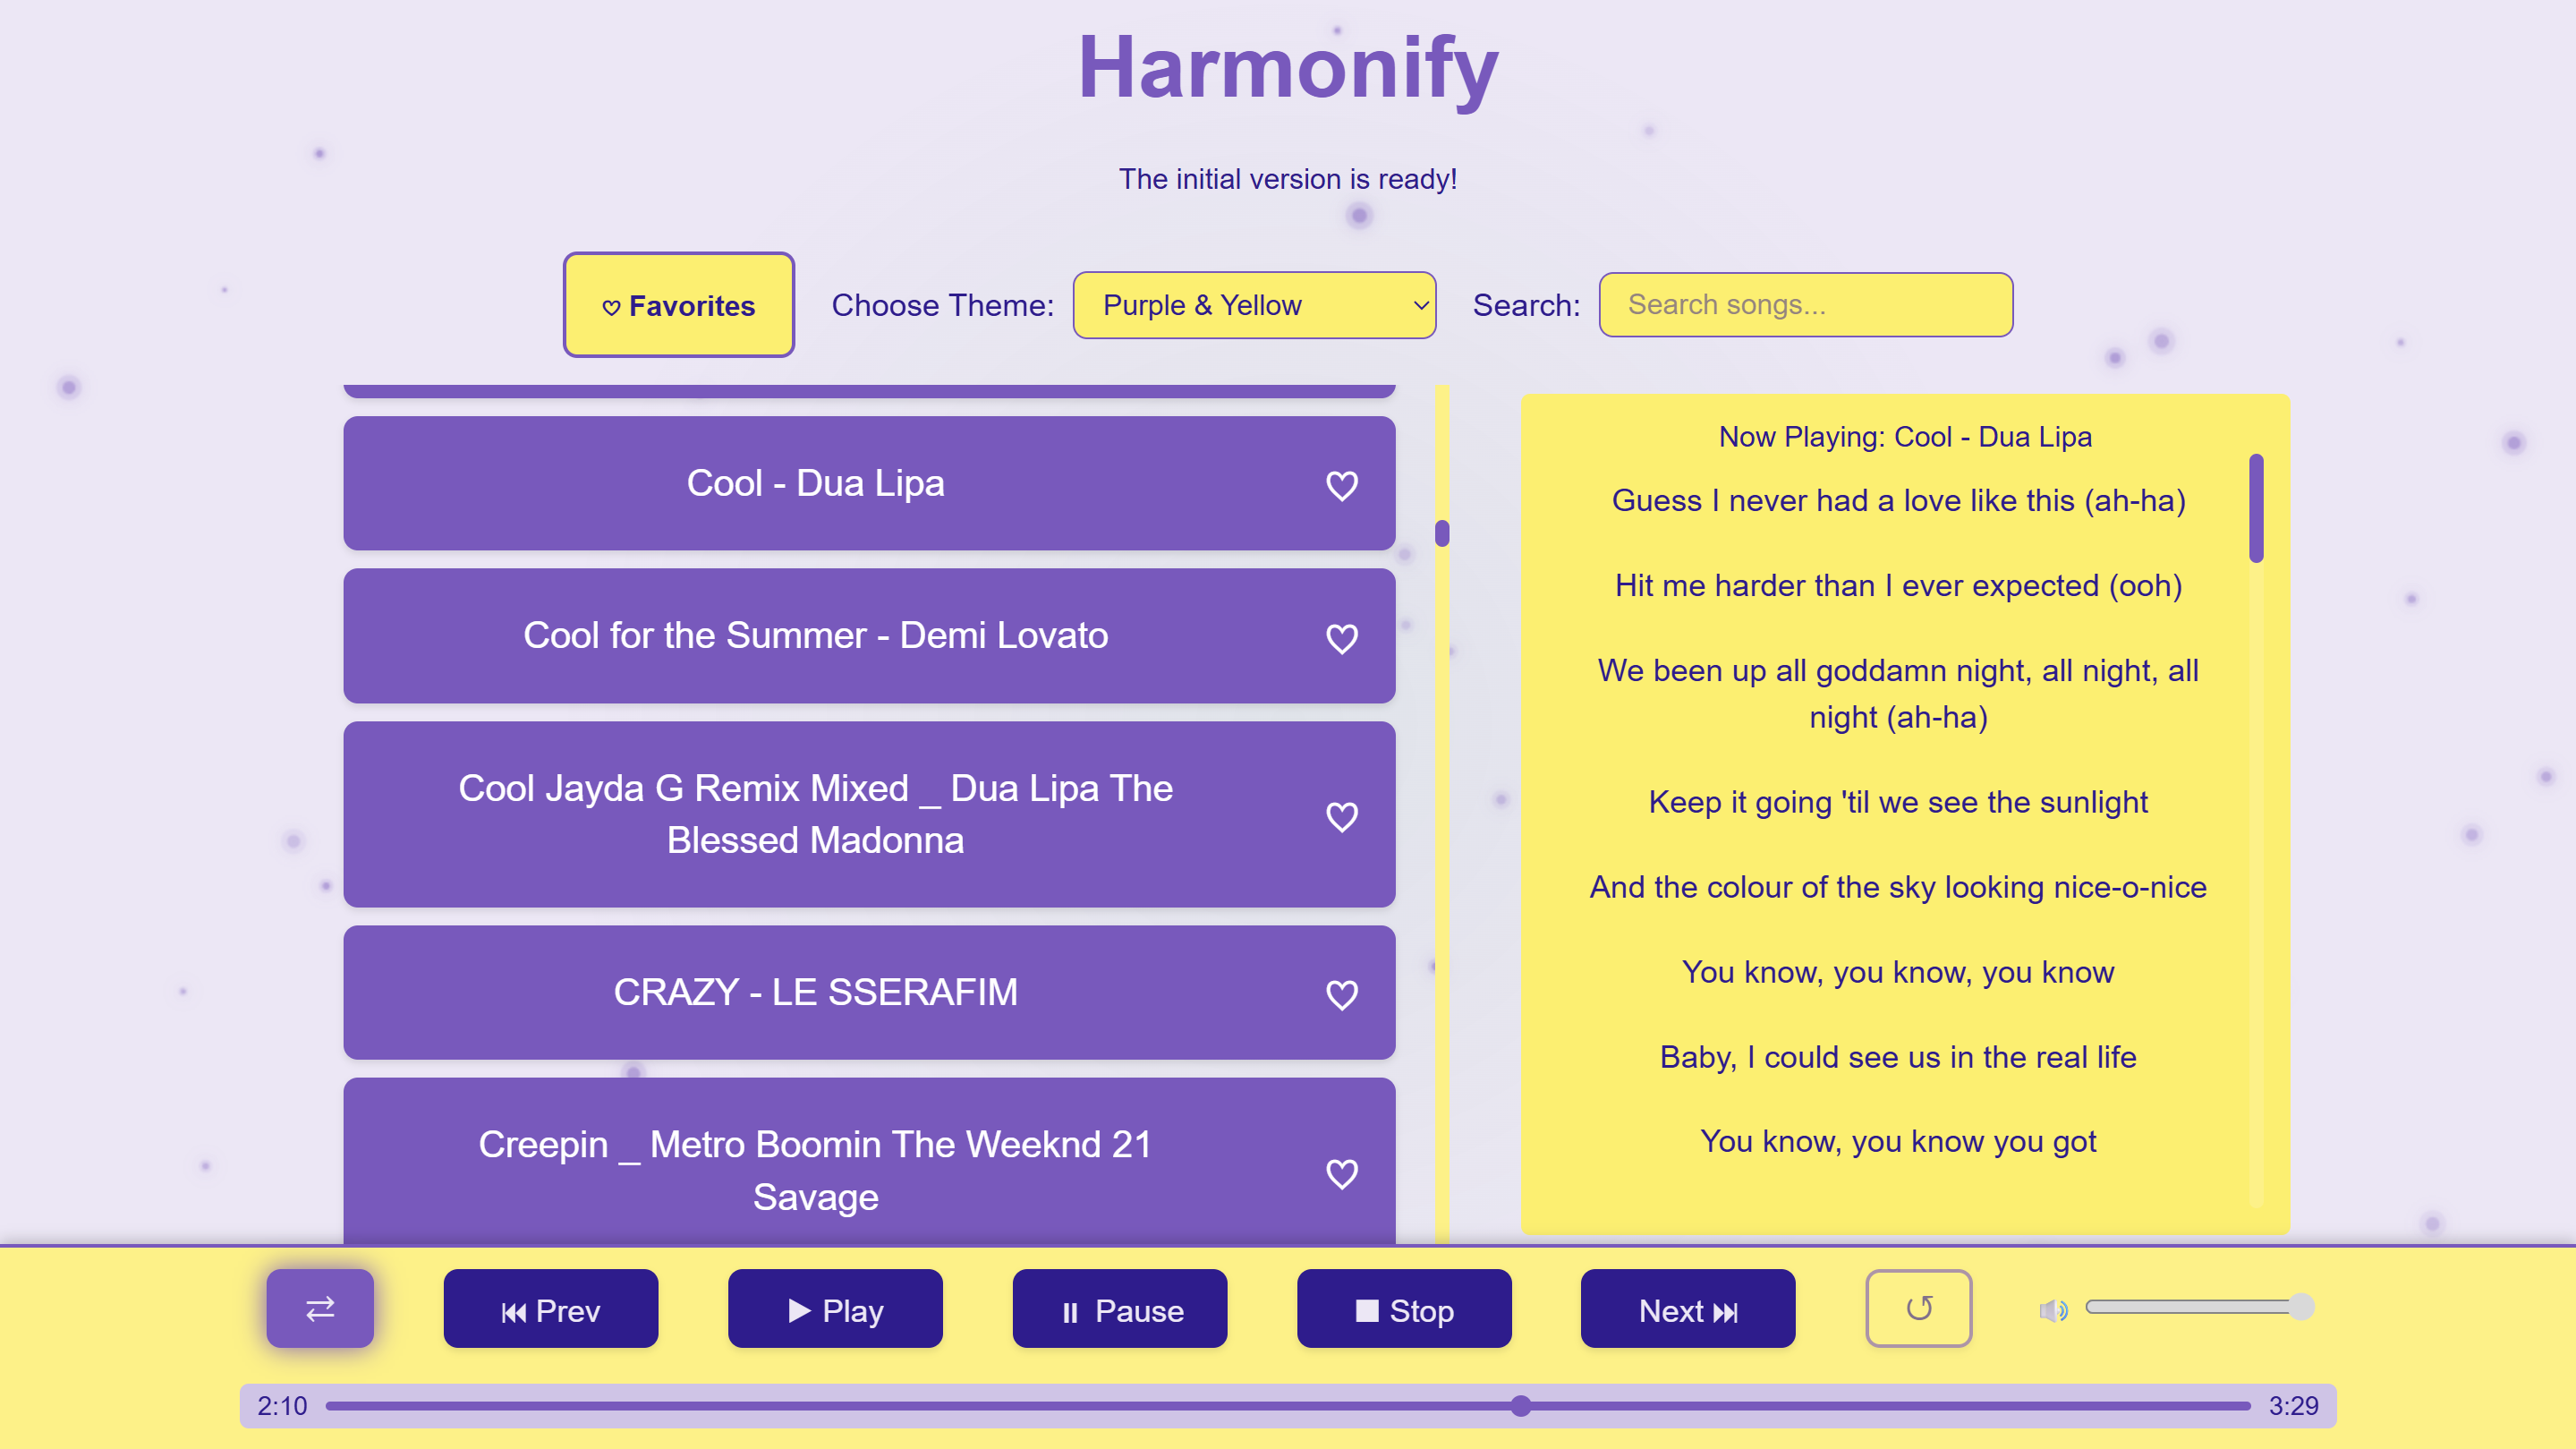 Harmonify
The initial version is ready!
♡ Favorites
Choose Theme:
Purple & Yellow
Search:
Search songs...
Cool - Dua Lipa
Cool for the Summer - Demi Lovato
Cool Jayda G Remix Mixed _ Dua Lipa The
Blessed Madonna
CRAZY - LE SSERAFIM
Creepin _ Metro Boomin The Weeknd 21
Savage
Now Playing: Cool - Dua Lipa
Guess I never had a love like this (ah-ha)
Hit me harder than I ever expected (ooh)
We been up all goddamn night, all night, all
night (ah-ha)
Keep it going 'til we see the sunlight
And the colour of the sky looking nice-o-nice
You know, you know, you know
Baby, I could see us in the real life
You know, you know you got
⏮ Prev
▶ Play
⏸ Pause
⏹ Stop
Next ⏭
2:10
3:29